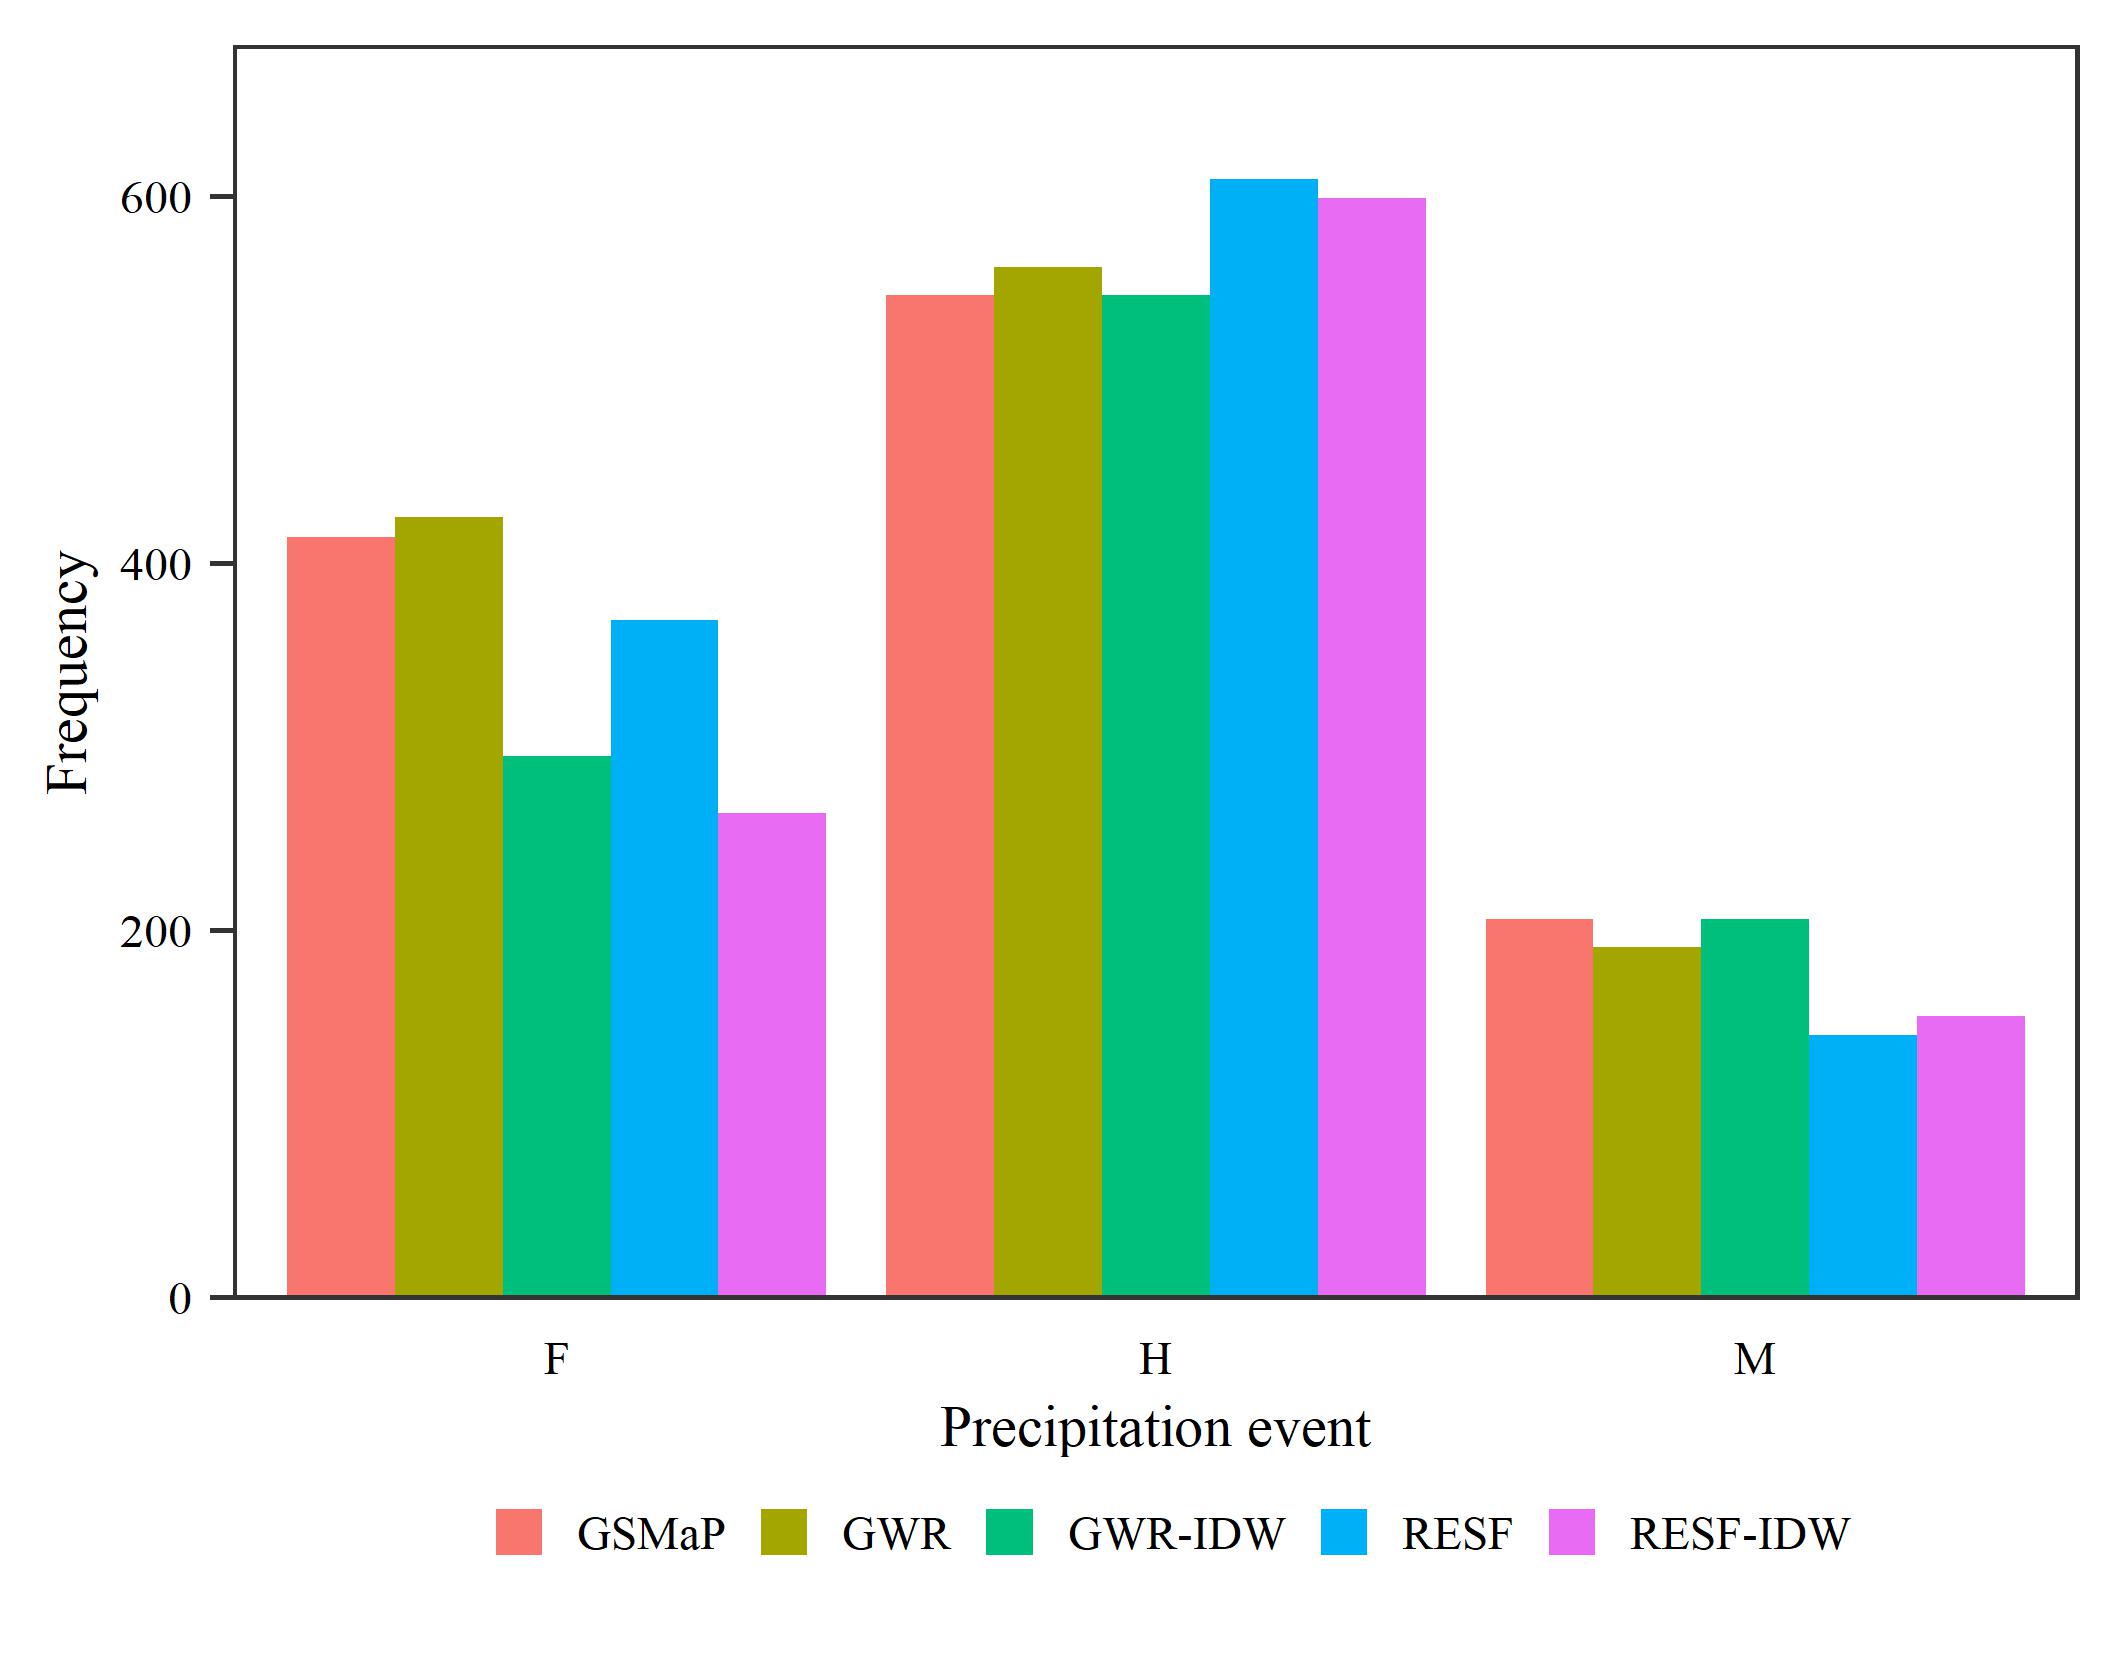 Frequency
600
400
200
0
F H M
Precipitation event
GSMaP GWR GWR-IDW RESF RESF-IDW